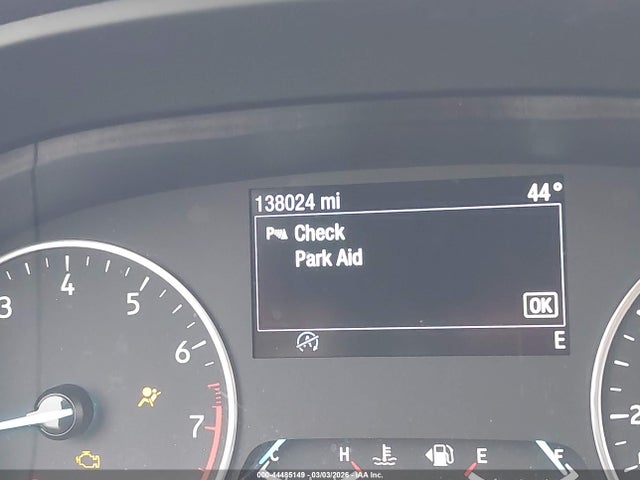 138024 mi 44°
Check
Park Aid
OK
E
3 4 5 6 7
C H E F
2
000-44485149 - 03/03/2026 - IAA Inc.